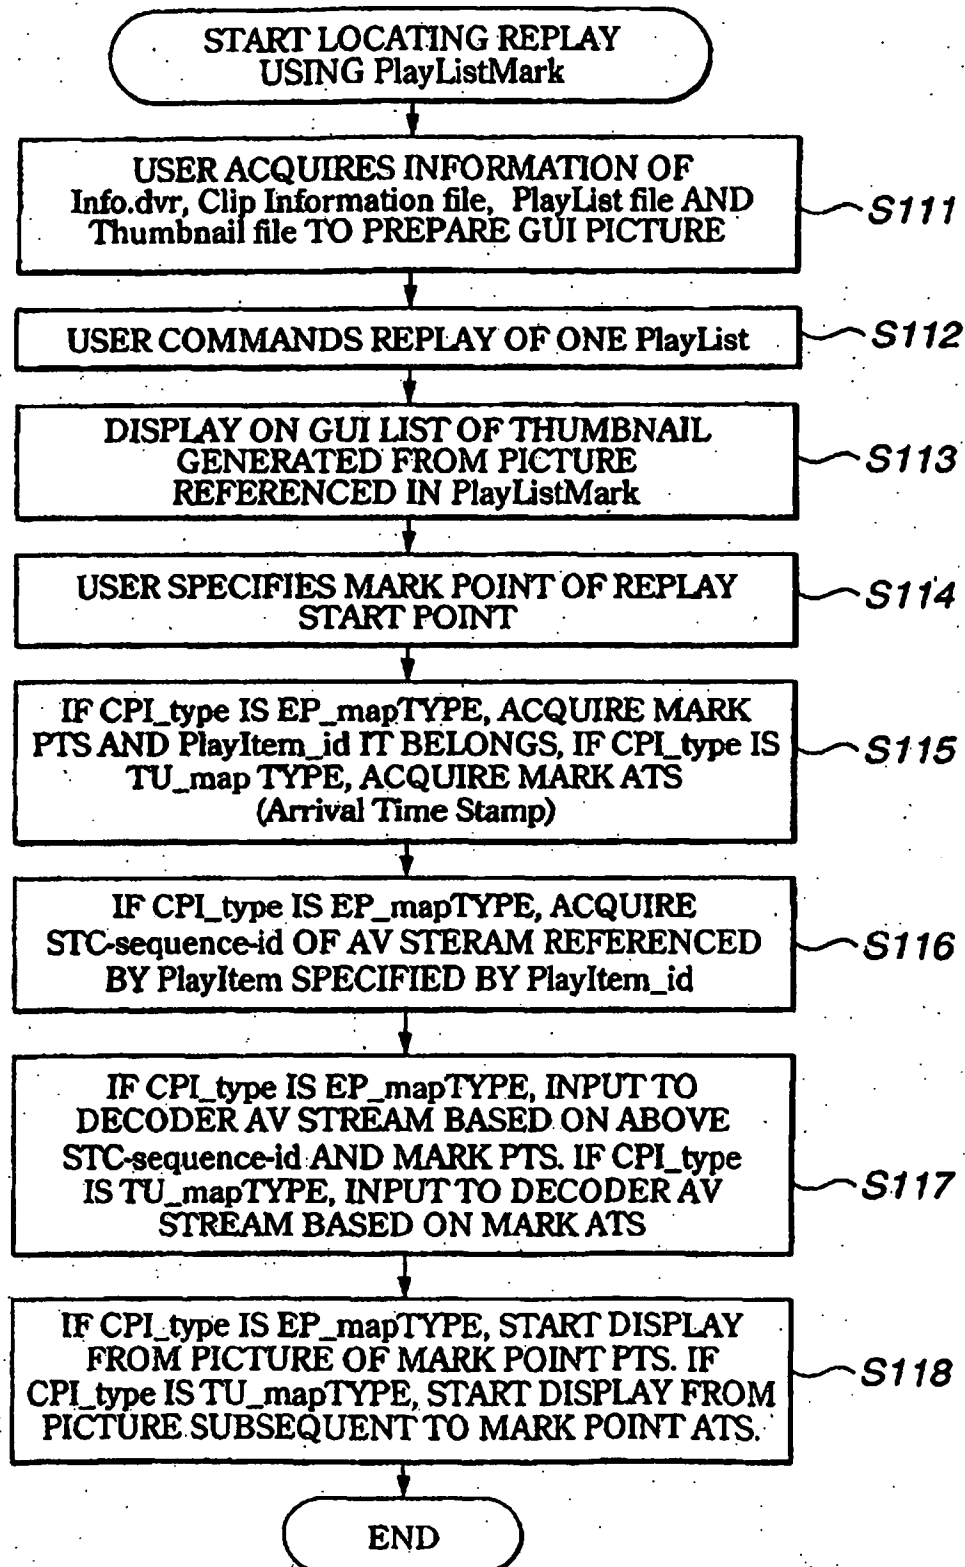 START LOCATING REPLAY
USING PlayListMark
USER ACQUIRES INFORMATION OF
Info.dvr, Clip Information file, PlayList file AND
Thumbnail file TO PREPARE GUI PICTURE
S111
USER COMMANDS REPLAY OF ONE PlayList
S112
DISPLAY ON GUI LIST OF THUMBNAIL
GENERATED FROM PICTURE
REFERENCED IN PlayListMark
S113
USER SPECIFIES MARK POINT OF REPLAY
START POINT
S114
IF CPI_type IS EP_mapTYPE, ACQUIRE MARK
PTS AND PlayItem_id IT BELONGS, IF CPI_type IS
TU_map TYPE, ACQUIRE MARK ATS
(Arrival Time Stamp)
S115
IF CPI_type IS EP_mapTYPE, ACQUIRE
STC-sequence-id OF AV STERAM REFERENCED
BY PlayItem SPECIFIED BY PlayItem_id
S116
IF CPI_type IS EP_mapTYPE, INPUT TO
DECODER AV STREAM BASED ON ABOVE
STC-sequence-id AND MARK PTS. IF CPI_type
IS TU_mapTYPE, INPUT TO DECODER AV
STREAM BASED ON MARK ATS
S117
IF CPI_type IS EP_mapTYPE, START DISPLAY
FROM PICTURE OF MARK POINT PTS. IF
CPI_type IS TU_mapTYPE, START DISPLAY FROM
PICTURE SUBSEQUENT TO MARK POINT ATS.
S118
END